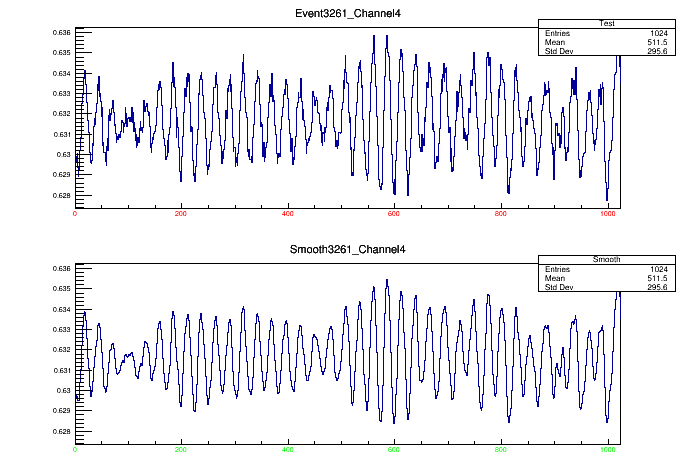 Event3261_Channel4
Test
Entries 1024
Mean 511.5
Std Dev 295.6
0.636
0.635
0.634
0.633
0.632
0.631
0.63
0.629
0.628
0 200 400 600 800 1000
Smooth3261_Channel4
Smooth
Entries 1024
Mean 511.5
Std Dev 295.6
0.636
0.635
0.634
0.633
0.632
0.631
0.63
0.629
0.628
0 200 400 600 800 1000